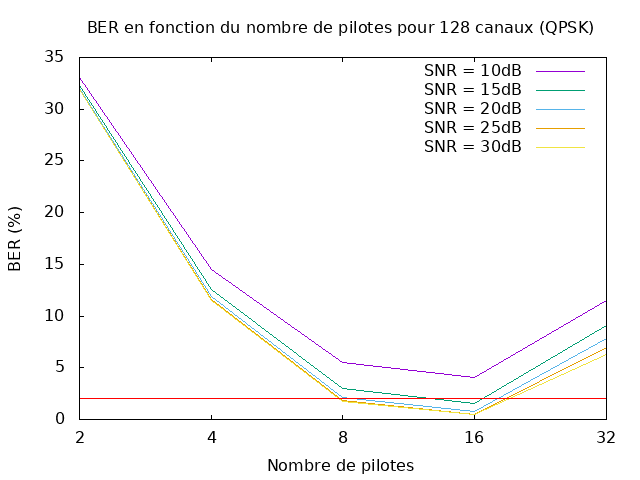 BER en fonction du nombre de pilotes pour 128 canaux (QPSK)
35
30
25
20
15
10
5
0
BER (%)
SNR = 10dB
SNR = 15dB
SNR = 20dB
SNR = 25dB
SNR = 30dB
2 4 8 16 32
Nombre de pilotes